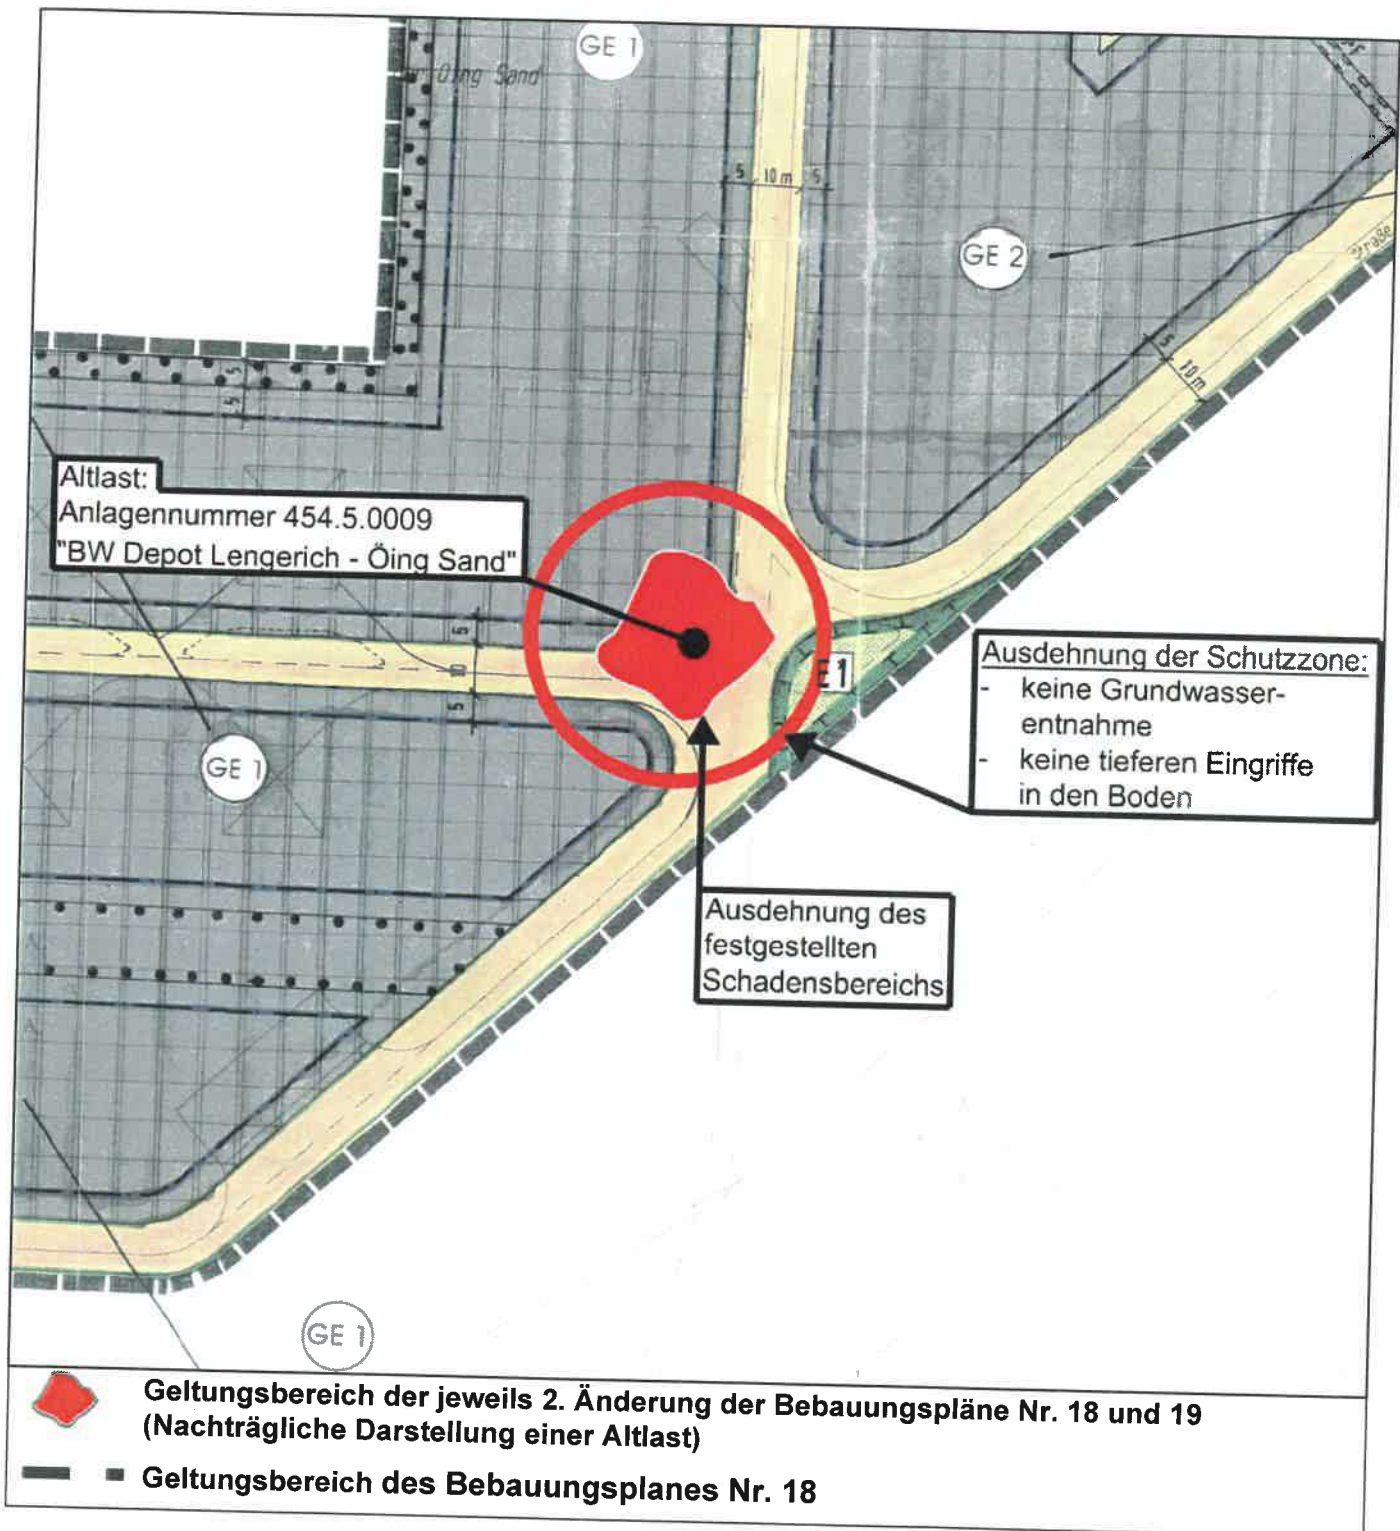 GE 1
Öing Sand
5 10 m 5
GE 2
Straße
5
10 m
5
5
Altlast:
Anlagennummer 454.5.0009
"BW Depot Lengerich - Öing Sand"
5
10
5
E1
Ausdehnung der Schutzzone:
- keine Grundwasser-
entnahme
- keine tieferen Eingriffe
in den Boden
GE 1
Ausdehnung des
festgestellten
Schadensbereichs
GE 1
Geltungsbereich der jeweils 2. Änderung der Bebauungspläne Nr. 18 und 19
(Nachträgliche Darstellung einer Altlast)
Geltungsbereich des Bebauungsplanes Nr. 18